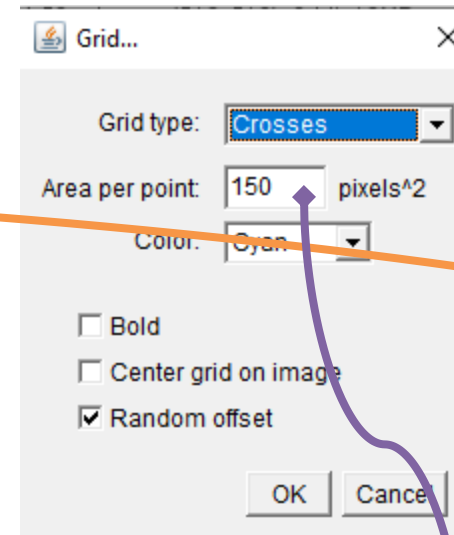 Grid...
Grid type: Crosses
Area per point: 150 pixels^2
Color: Cyan
Bold
Center grid on image
Random offset
OK Cancel